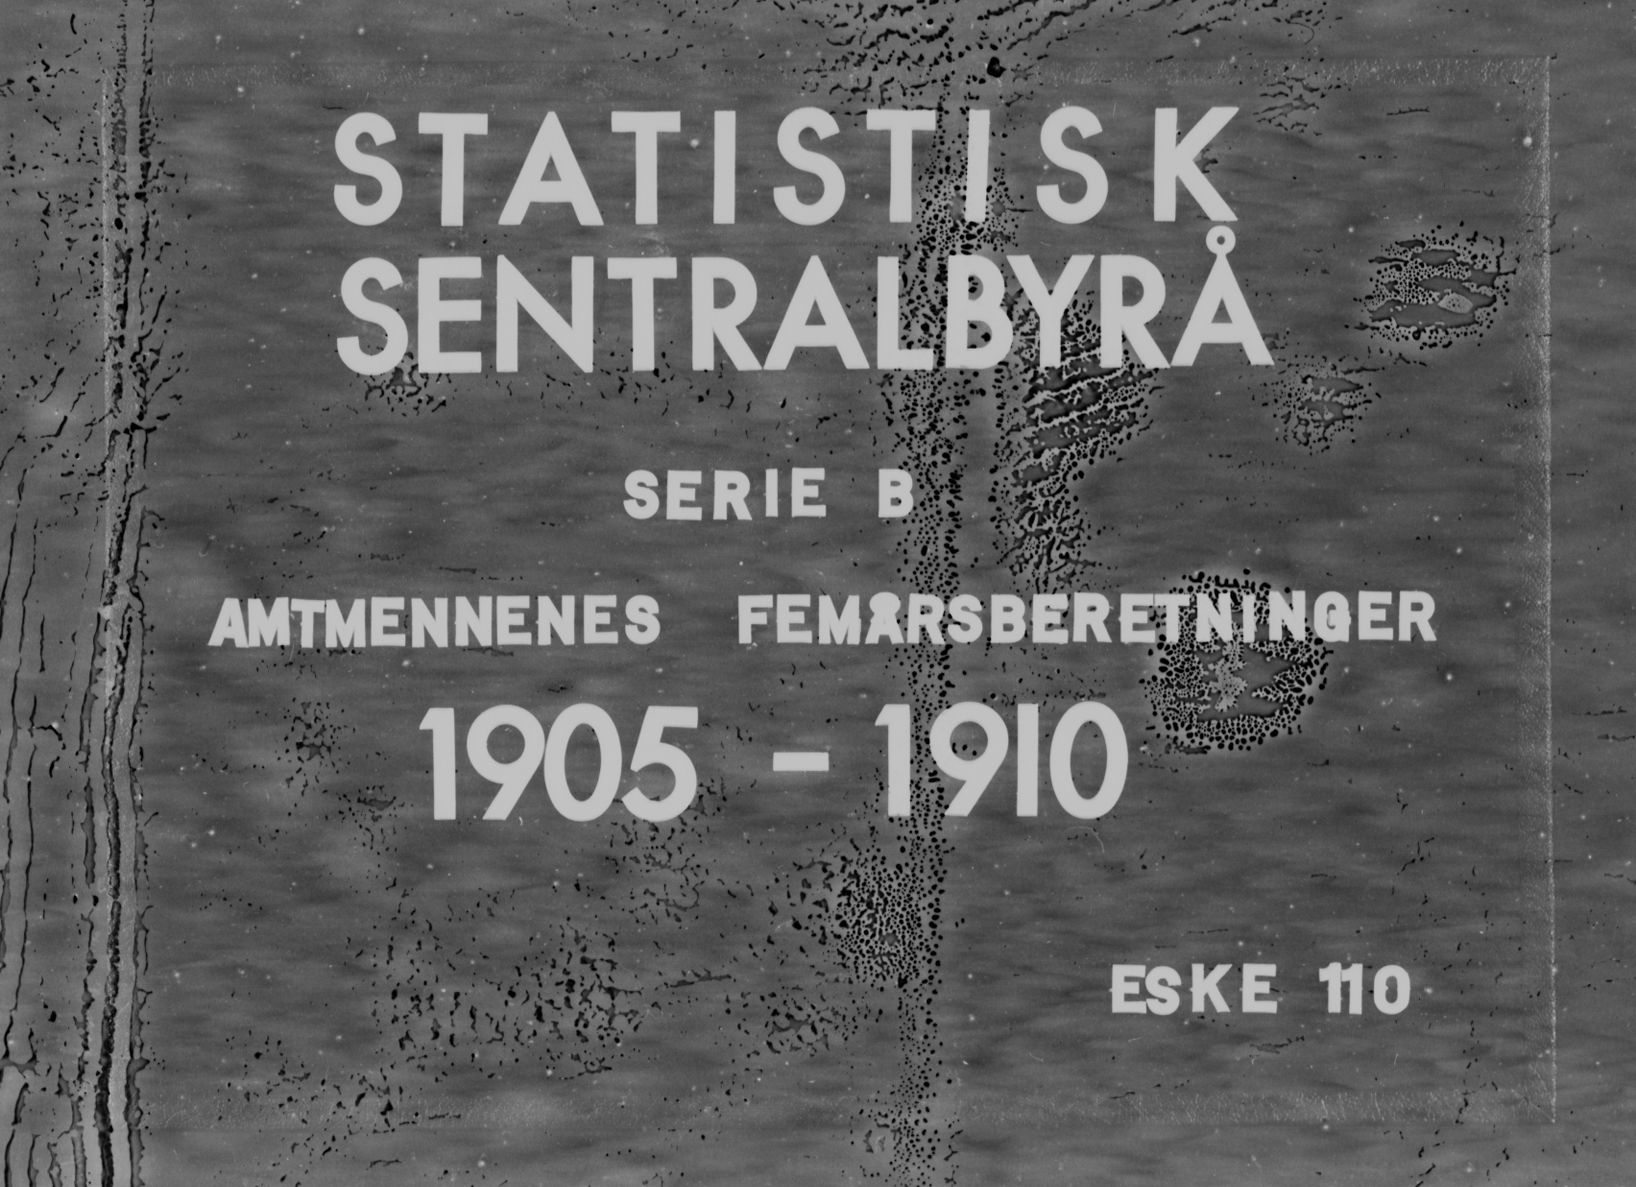 STATISTISK
SENTRALBYRÅ
SERIE B
AMTMENNENES FEMÅRSBERETNINGER
1905 - 1910
ESKE 110